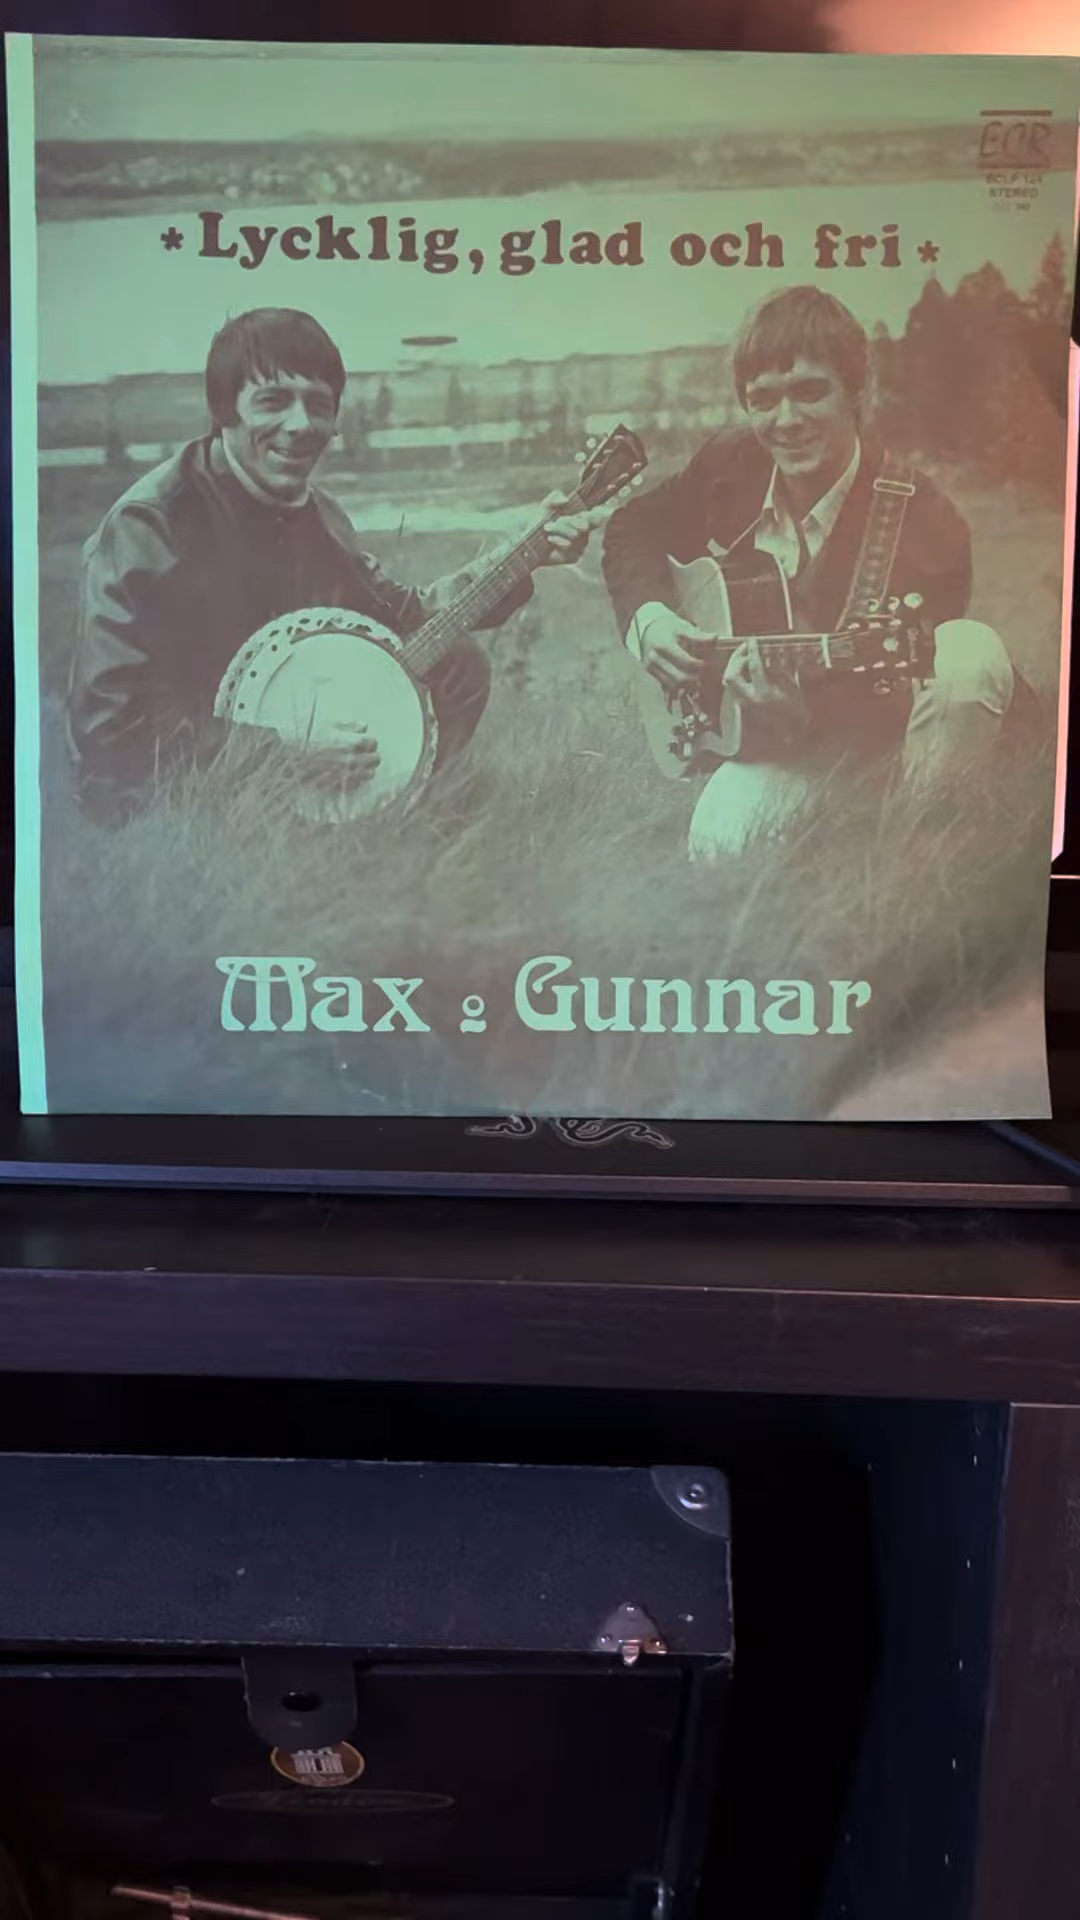 ECR
STEREO
* Lycklig, glad och fri *
Max o Gunnar